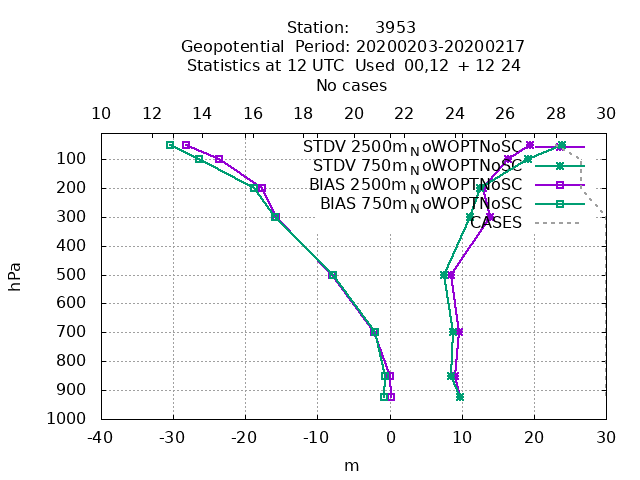 Station: 3953
Geopotential Period: 20200203-20200217
Statistics at 12 UTC Used 00,12 + 12 24
No cases
10 12 14 16 18 20 22 24 26 28 30
STDV 2500m_NoWOPTNoSC
100
STDV 750m_NoWOPTNoSC
BIAS 2500m_NoWOPTNoSC
200
BIAS 750m_NoWOPTNoSC
300
CASES
400
hPa
500
600
700
800
900
1000
-40 -30 -20 -10 0 10 20 30
m